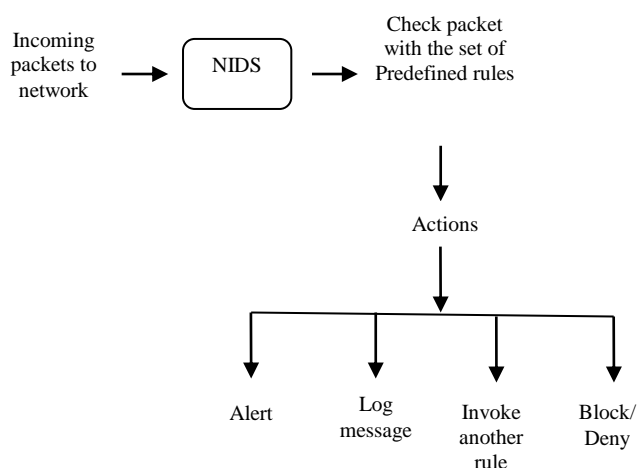 Incoming
packets to
network
NIDS
Check packet
with the set of
Predefined rules
Actions
Alert
Log
message
Invoke
another
rule
Block/
Deny